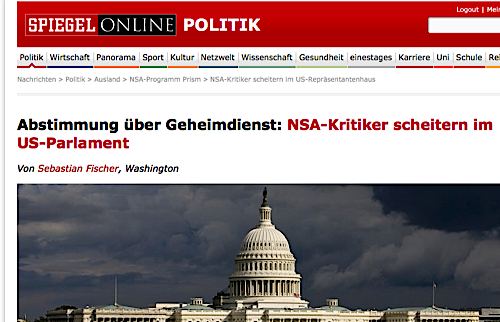 Logout | Mein
SPIEGEL ONLINE POLITIK
Politik Wirtschaft Panorama Sport Kultur Netzwelt Wissenschaft Gesundheit einestages Karriere Uni Schule Rei
Nachrichten > Politik > Ausland > NSA-Programm Prism > NSA-Kritiker scheitern im US-Repräsentantenhaus
Abstimmung über Geheimdienst: NSA-Kritiker scheitern im
US-Parlament
Von Sebastian Fischer, Washington